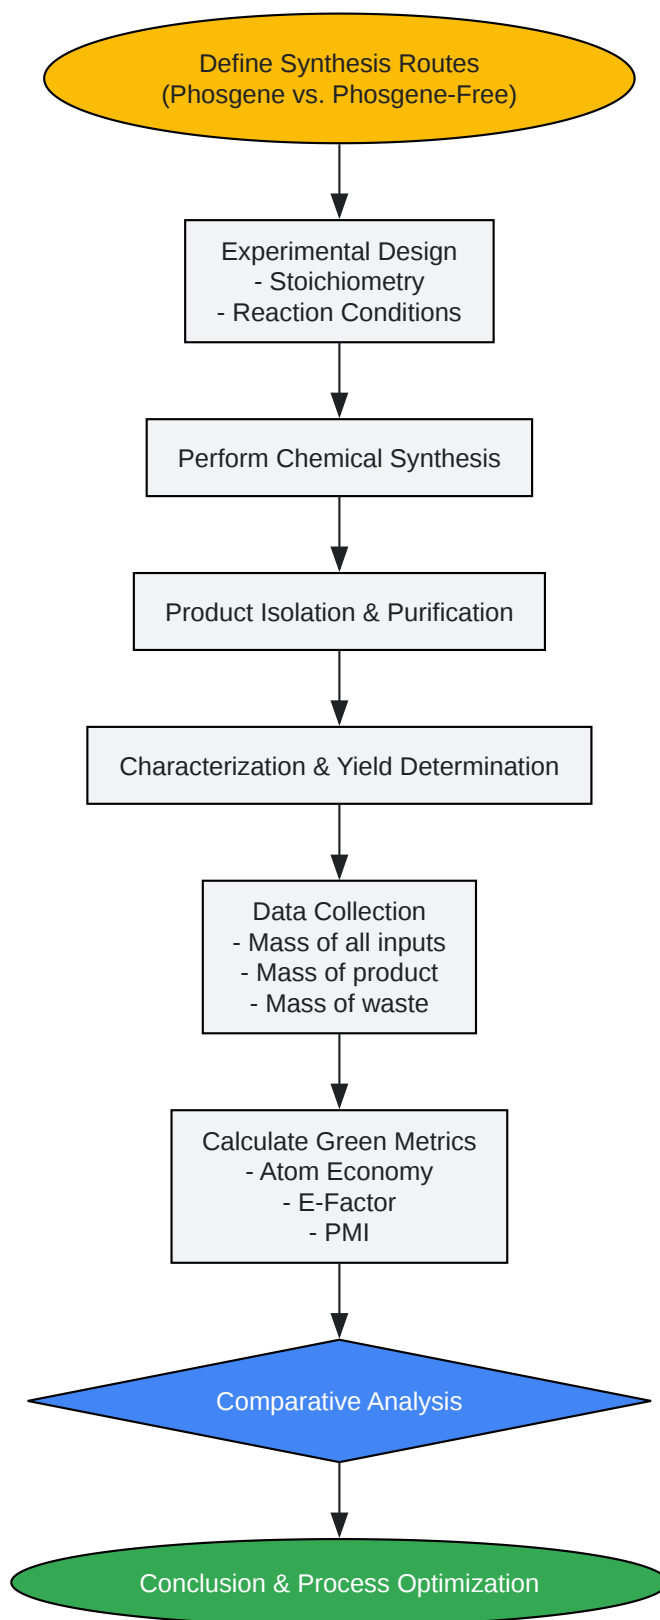 Define Synthesis Routes
(Phosgene vs. Phosgene-Free)
Experimental Design
- Stoichiometry
- Reaction Conditions
Perform Chemical Synthesis
Product Isolation & Purification
Characterization & Yield Determination
Data Collection
- Mass of all inputs
- Mass of product
- Mass of waste
Calculate Green Metrics
- Atom Economy
- E-Factor
- PMI
Comparative Analysis
Conclusion & Process Optimization